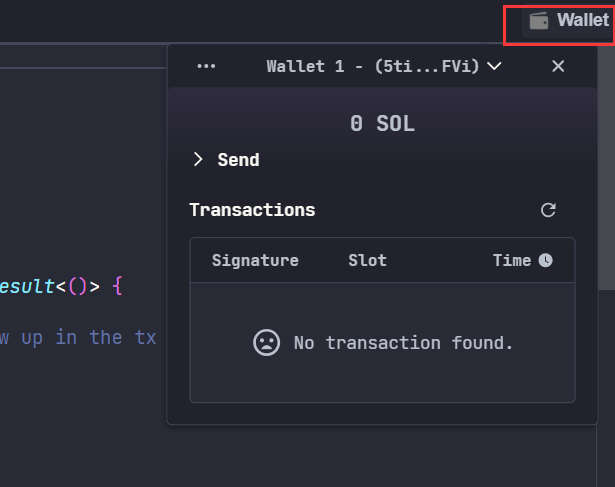 Wallet
... Wallet 1 - (5ti...FVi)
0 SOL
Send
Transactions
Signature Slot Time
esult<()> {
w up in the tx
No transaction found.